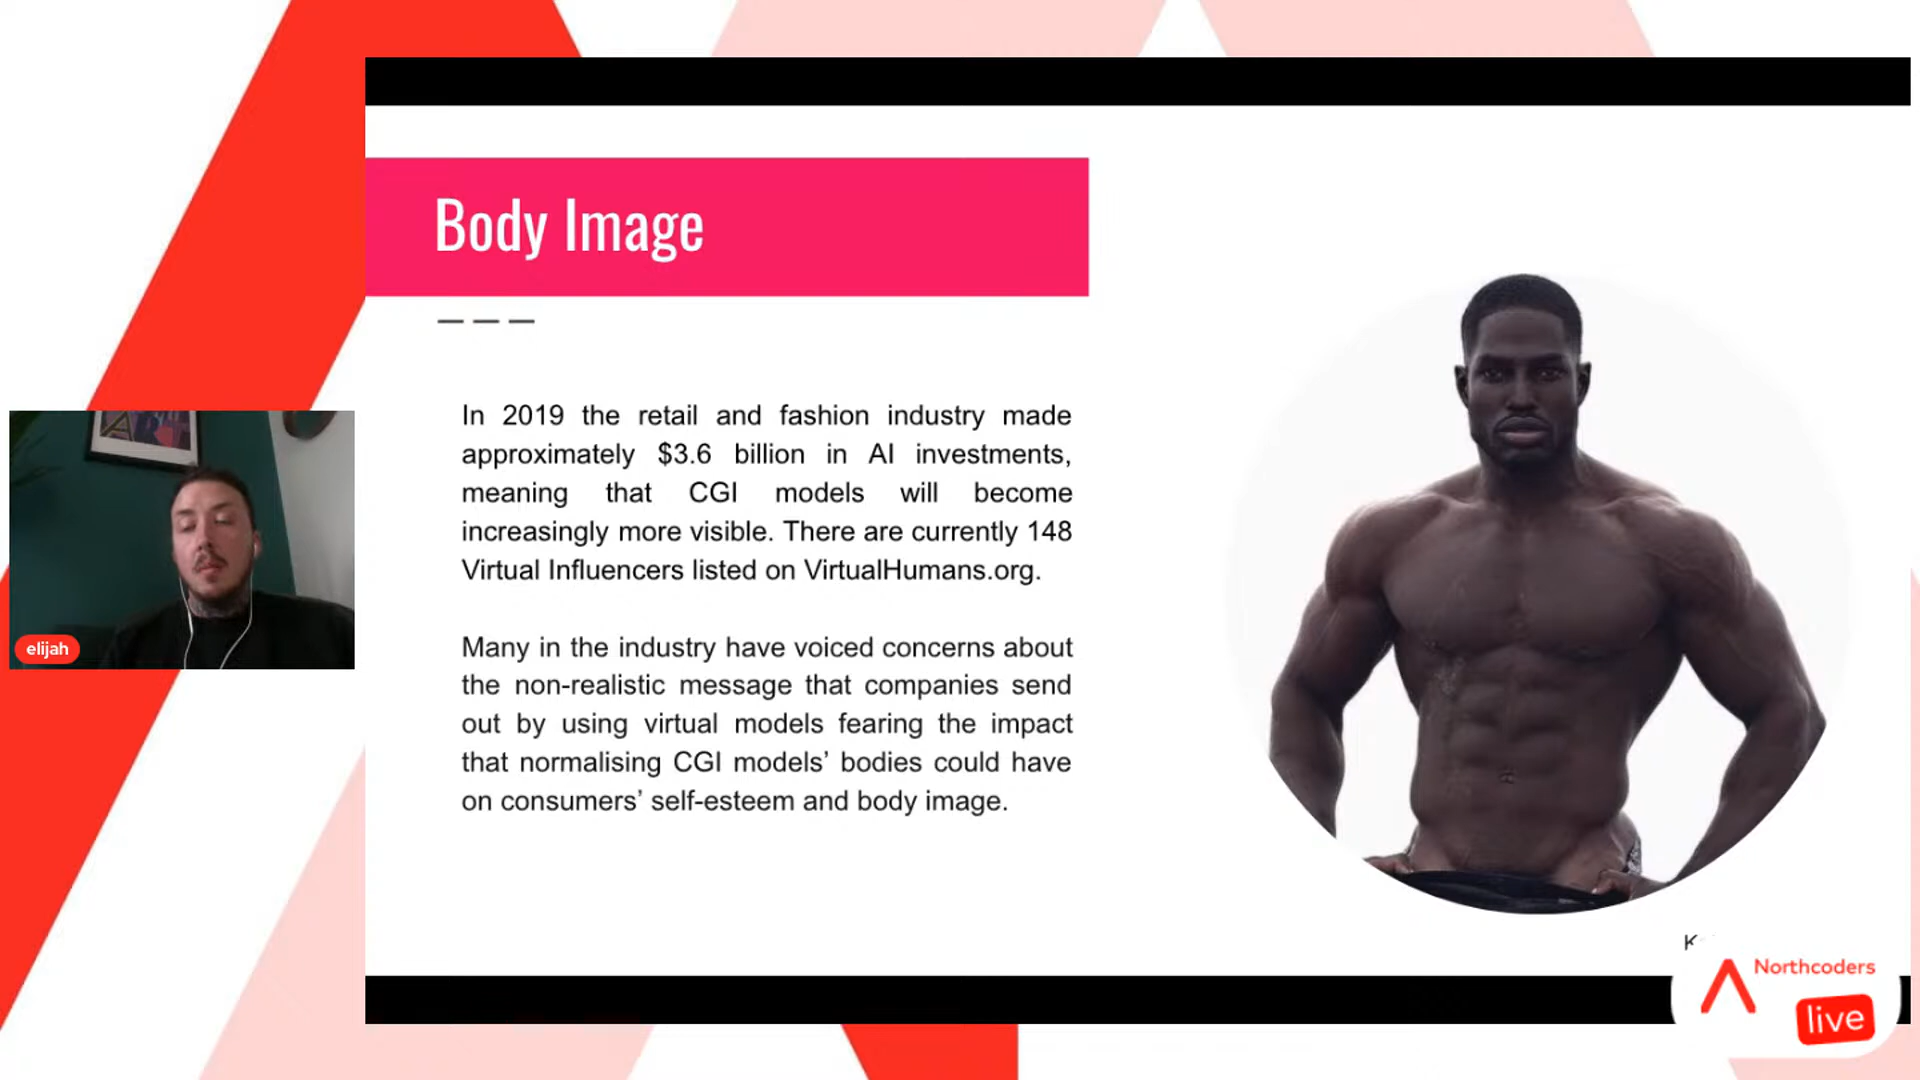 Body Image
In 2019 the retail and fashion industry made
approximately $3.6 billion in AI investments,
meaning that CGI models will become
increasingly more visible. There are currently 148
Virtual Influencers listed on VirtualHumans.org.
Many in the industry have voiced concerns about
the non-realistic message that companies send
out by using virtual models fearing the impact
that normalising CGI models’ bodies could have
on consumers’ self-esteem and body image.
elijah
Northcoders
live